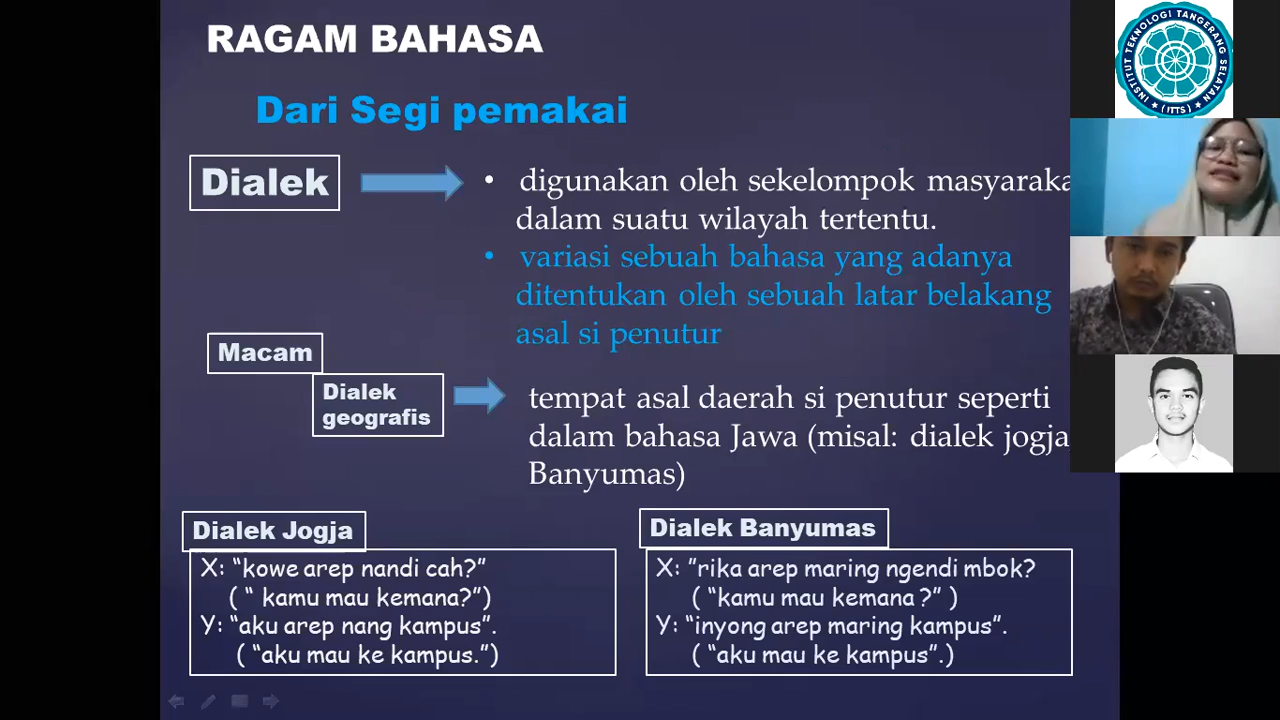 RAGAM BAHASA
Dari Segi pemakai
Dialek
• digunakan oleh sekelompok masyaraka
dalam suatu wilayah tertentu.
• variasi sebuah bahasa yang adanya
ditentukan oleh sebuah latar belakang
asal si penutur
Macam
Dialek
geografis
tempat asal daerah si penutur seperti
dalam bahasa Jawa (misal: dialek jogja
Banyumas)
Dialek Jogja
X: “kowe arep nandi cah?”
( “ kamu mau kemana?”)
Y: “aku arep nang kampus”.
( “aku mau ke kampus.”)
Dialek Banyumas
X: ”rika arep maring ngendi mbok?
( “kamu mau kemana ?” )
Y: “inyong arep maring kampus”.
( “aku mau ke kampus”.)
INSTITUT TEKNOLOGI TANGERANG SELATAN
(ITTS)